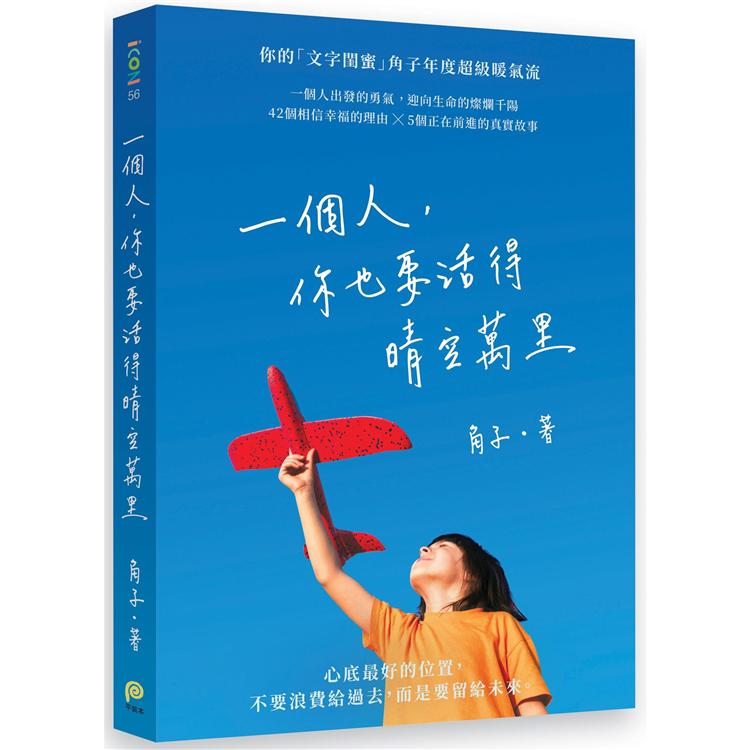 iCON
56
一個人，你也要活得晴空萬里
角子・著
平裝本
你的「文字閨蜜」角子年度超級暖氣流
一個人出發的勇氣，迎向生命的燦爛千陽
42個相信幸福的理由×5個正在前進的真實故事
一個人，
你也要活得
晴空萬里
角子・著
心底最好的位置，
不要浪費給過去，而是要留給未來。